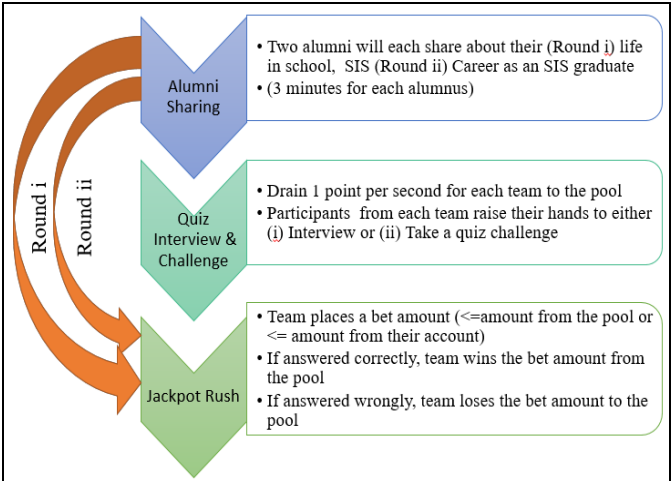 Alumni
Sharing
• Two alumni will each share about their (Round i) life
in school,  SIS (Round ii) Career as an SIS graduate
• (3 minutes for each alumnus)
Round i
Round ii
Quiz
Interview &
Challenge
• Drain 1 point per second for each team to the pool
• Participants  from each team raise their hands to either
(i) Interview or (ii) Take a quiz challenge
Jackpot Rush
• Team places a bet amount (<=amount from the pool or
<= amount from their account)
• If answered correctly, team wins the bet amount from
the pool
• If answered wrongly, team loses the bet amount to the
pool